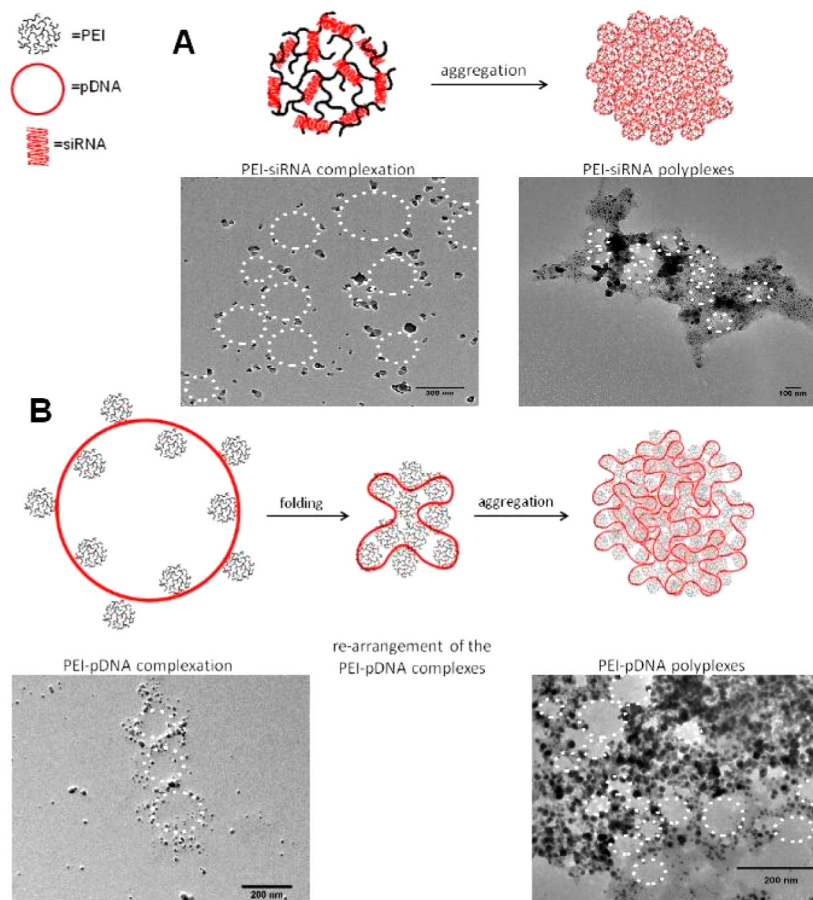 =PEI
=pDNA
=siRNA
A
aggregation
PEI-siRNA complexation
PEI-siRNA polyplexes
300 nm
100 nm
B
folding
aggregation
PEI-pDNA complexation
re-arrangement of the
PEI-pDNA complexes
PEI-pDNA polyplexes
200 nm
200 nm